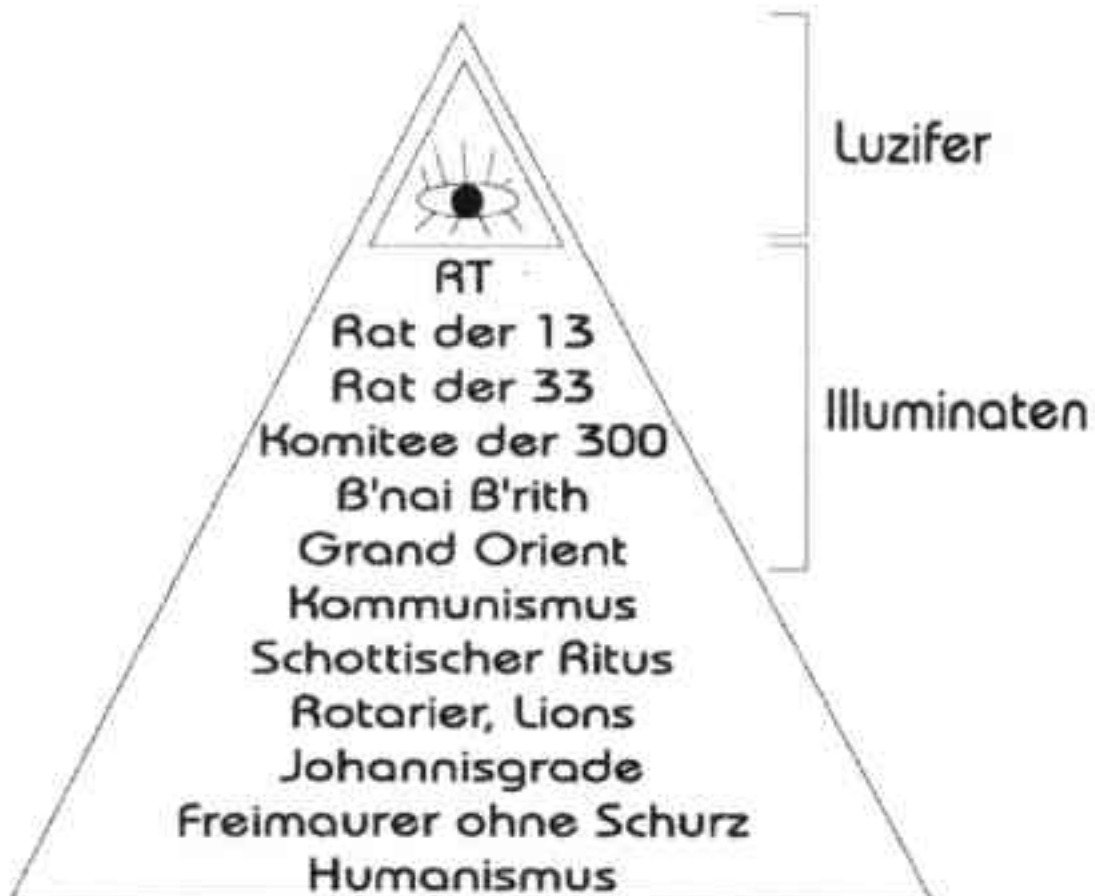 Luzifer
RT
Rat der 13
Rat der 33
Komitee der 300
Illuminaten
B'nai B'rith
Grand Orient
Kommunismus
Schottischer Ritus
Rotarier, Lions
Johannisgrade
Freimaurer ohne Schurz
Humanismus